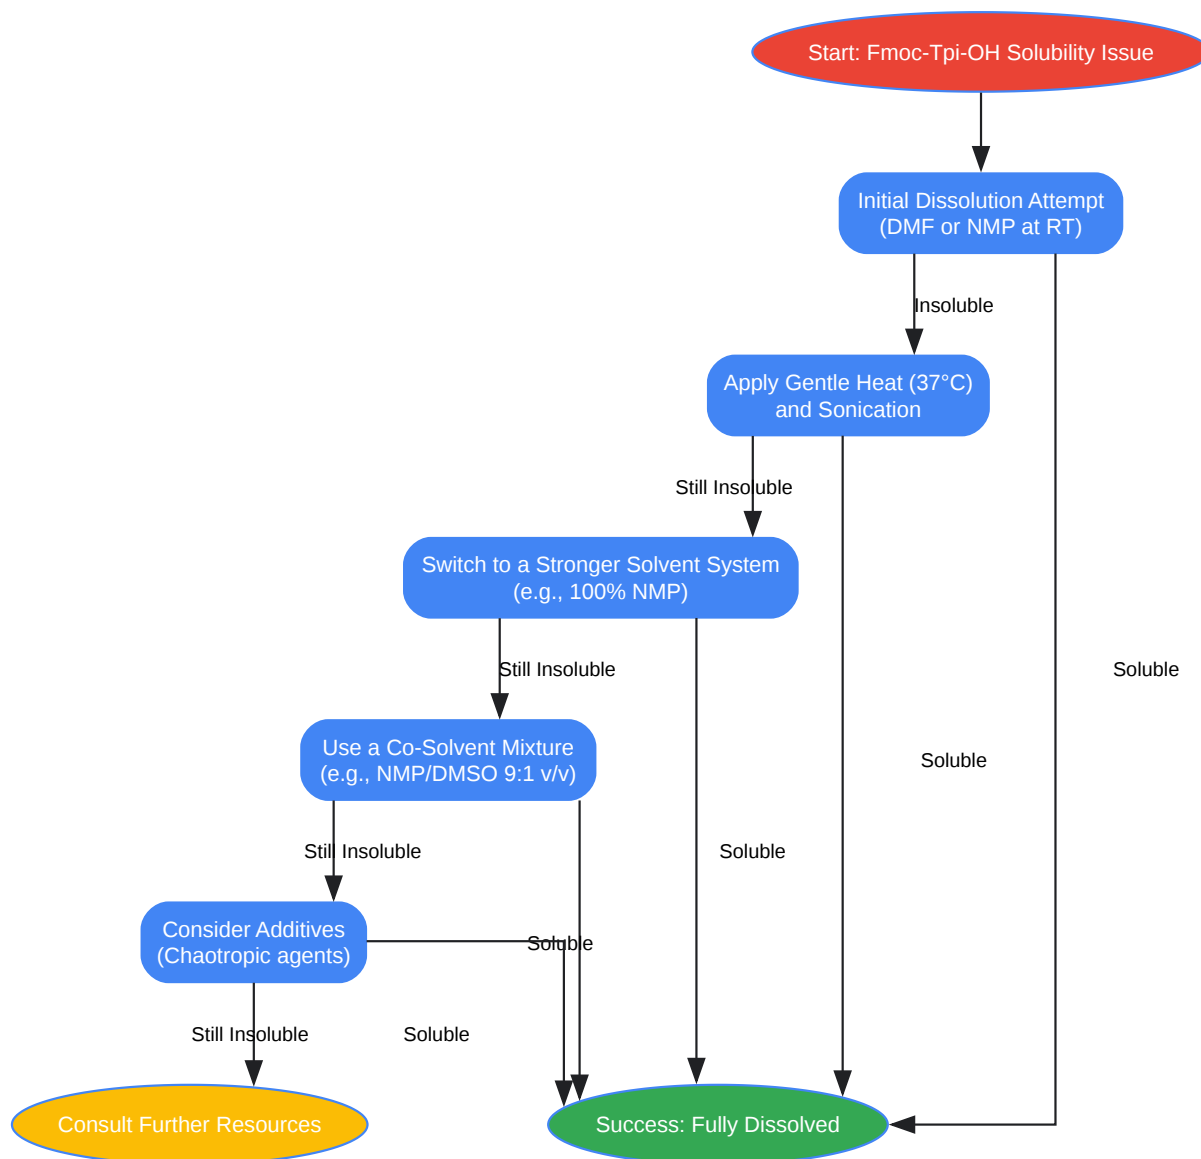 Start: Fmoc-Tpi-OH Solubility Issue
Initial Dissolution Attempt
(DMF or NMP at RT)
Insoluble
Apply Gentle Heat (37°C)
and Sonication
Still Insoluble
Switch to a Stronger Solvent System
(e.g., 100% NMP)
Still Insoluble
Soluble
Use a Co-Solvent Mixture
(e.g., NMP/DMSO 9:1 v/v)
Soluble
Still Insoluble
Soluble
Consider Additives
(Chaotropic agents)
Soluble
Still Insoluble
Soluble
Consult Further Resources
Success: Fully Dissolved